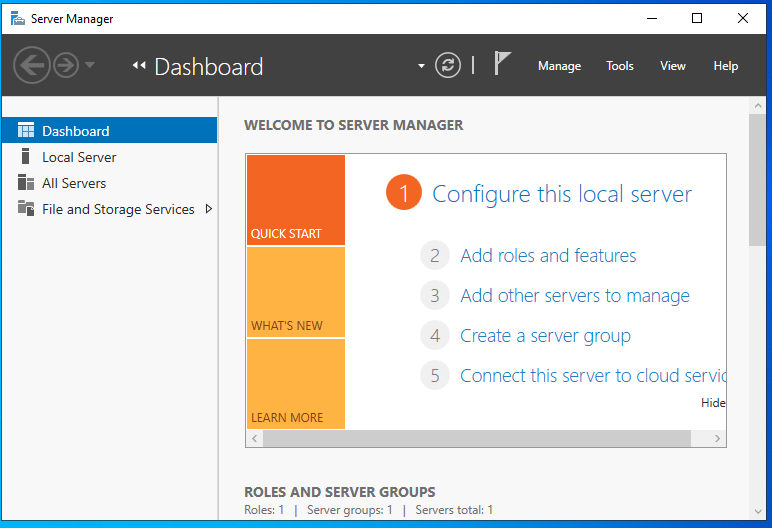 Server Manager
Dashboard
Manage Tools View Help
Dashboard
Local Server
All Servers
File and Storage Services
WELCOME TO SERVER MANAGER
QUICK START
WHAT'S NEW
LEARN MORE
1 Configure this local server
2 Add roles and features
3 Add other servers to manage
4 Create a server group
5 Connect this server to cloud servic
Hide
ROLES AND SERVER GROUPS
Roles: 1 | Server groups: 1 | Servers total: 1